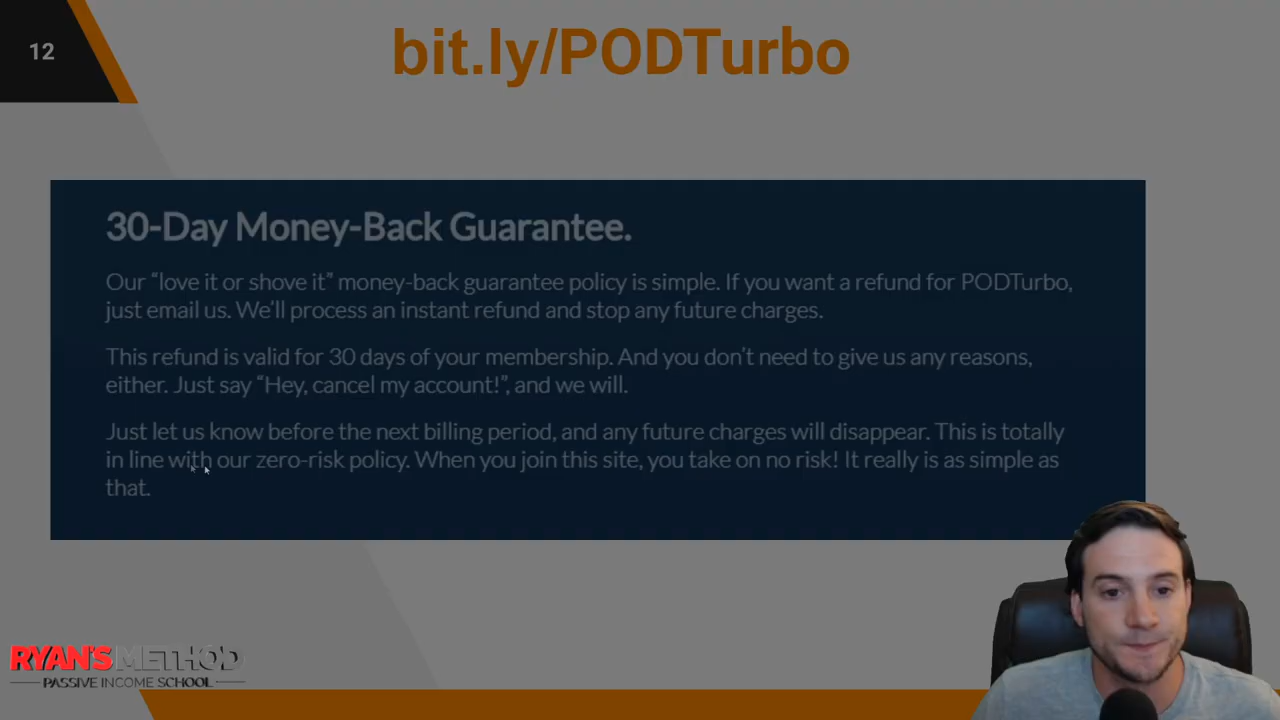 12
bit.ly/PODTurbo
30-Day Money-Back Guarantee.
Our “love it or shove it” money-back guarantee policy is simple. If you want a refund for PODTurbo,
just email us. We’ll process an instant refund and stop any future charges.
This refund is valid for 30 days of your membership. And you don’t need to give us any reasons,
either. Just say “Hey, cancel my account!”, and we will.
Just let us know before the next billing period, and any future charges will disappear. This is totally
in line with our zero-risk policy. When you join this site, you take on no risk! It really is as simple as
that.
RYAN'S METHOD
PASSIVE INCOME SCHOOL